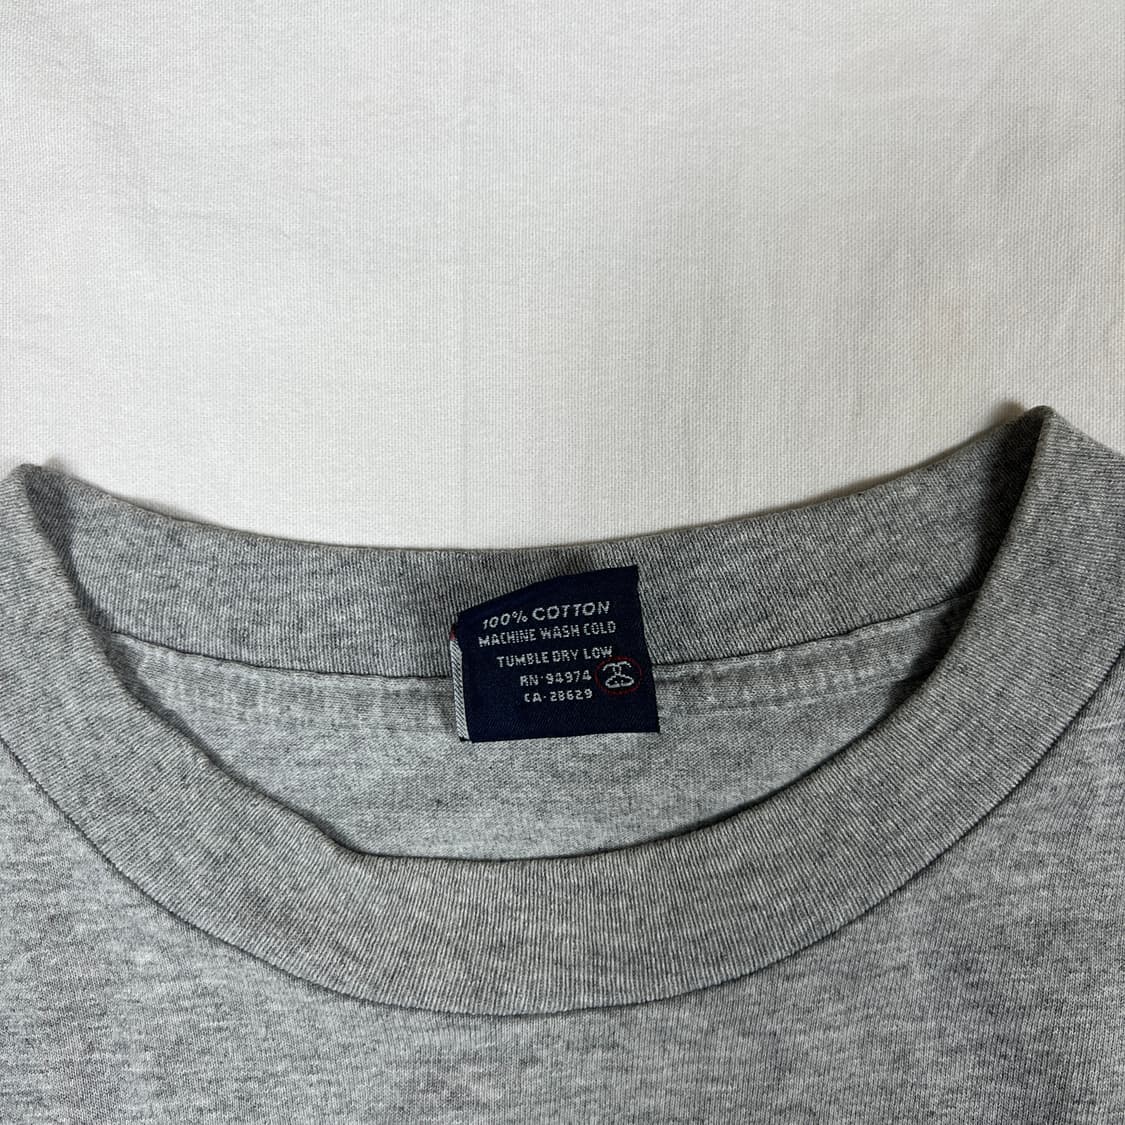 100% COTTON
MACHINE WASH COLD
TUMBLE DRY LOW
RN·94974
CA-28629